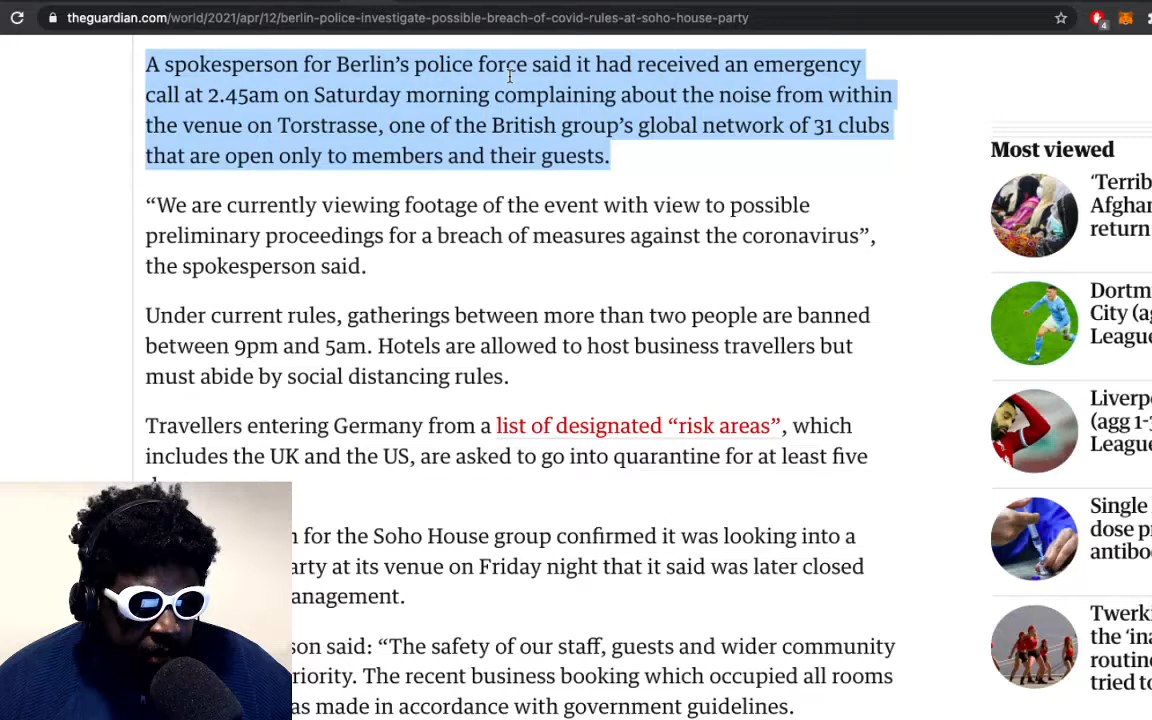 theguardian.com/world/2021/apr/12/berlin-police-investigate-possible-breach-of-covid-rules-at-soho-house-party
4
A spokesperson for Berlin’s police force said it had received an emergency
call at 2.45am on Saturday morning complaining about the noise from within
the venue on Torstrasse, one of the British group’s global network of 31 clubs
that are open only to members and their guests.
“We are currently viewing footage of the event with view to possible
preliminary proceedings for a breach of measures against the coronavirus”,
the spokesperson said.
Under current rules, gatherings between more than two people are banned
between 9pm and 5am. Hotels are allowed to host business travellers but
must abide by social distancing rules.
Travellers entering Germany from a list of designated “risk areas”, which
includes the UK and the US, are asked to go into quarantine for at least five
for the Soho House group confirmed it was looking into a
arty at its venue on Friday night that it said was later closed
anagement.
son said: “The safety of our staff, guests and wider community
riority. The recent business booking which occupied all rooms
as made in accordance with government guidelines.
Most viewed
‘Terrib
Afghan
return
Dortm
City (a
League
Liverp
(agg 1-
League
Single
dose p
antibo
Twerki
the ‘ina
routin
tried to